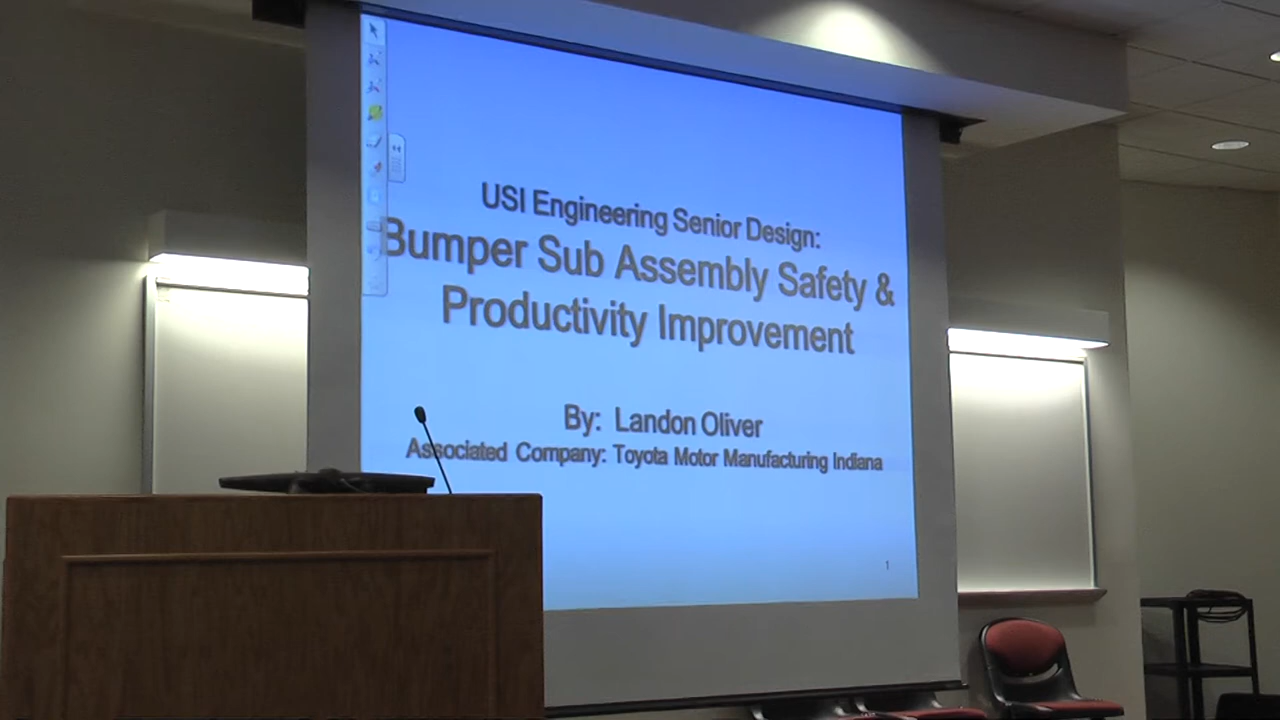 USI Engineering Senior Design:
Bumper Sub Assembly Safety &
Productivity Improvement
By: Landon Oliver
Associated Company: Toyota Motor Manufacturing Indiana
1